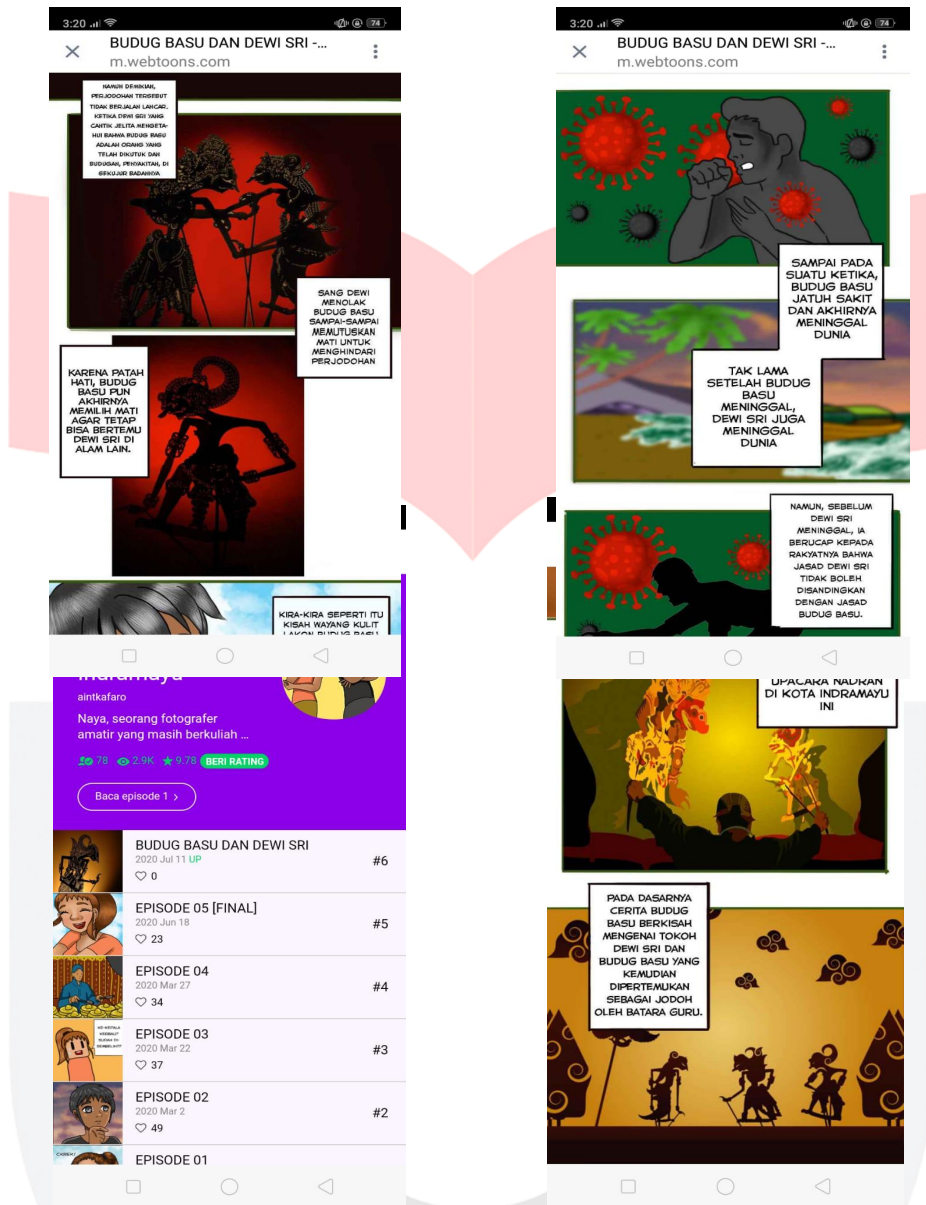 3:20
74
BUDUG BASU DAN DEWI SRI -...
m.webtoons.com
NAMUN DEMIKIAN,
PERJODOHAN TERSEBUT
TIDAK BERJALAN LANCAR.
KETIKA DEWI SRI YANG
CANTIK JELITA MENGETA-
HUI BAHWA BUDUG BASU
ADALAH ORANG YANG
TELAH DIKUTUK DAN
BUDUGAN, PENYAKITAN, DI
SEKUJUR BADANNYA
SANG DEWI
MENOLAK
BUDUG BASU
SAMPAI-SAMPAI
MEMUTUSKAN
MATI UNTUK
MENGHINDARI
PERJODOHAN
KARENA PATAH
HATI, BUDUG
BASU PUN
AKHIRNYA
MEMILIH MATI
AGAR TETAP
BISA BERTEMU
DEWI SRI DI
ALAM LAIN.
KIRA-KIRA SEPERTI ITU
KISAH WAYANG KULIT
LAKON BUDUG BASU
3:20
74
BUDUG BASU DAN DEWI SRI -...
m.webtoons.com
SAMPAI PADA
SUATU KETIKA,
BUDUG BASU
JATUH SAKIT
DAN AKHIRNYA
MENINGGAL
DUNIA
TAK LAMA
SETELAH BUDUG
BASU
MENINGGAL,
DEWI SRI JUGA
MENINGGAL
DUNIA
NAMUN, SEBELUM
DEWI SRI
MENINGGAL, IA
BERUCAP KEPADA
RAKYATNYA BAHWA
JASAD DEWI SRI
TIDAK BOLEH
DISANDINGKAN
DENGAN JASAD
BUDUG BASU.
Indramayu
aintkafaro
Naya, seorang fotografer
amatir yang masih berkuliah ...
78 2.9K 9.78 BERI RATING
Baca episode 1 >
BUDUG BASU DAN DEWI SRI
2020 Jul 11 UP
0
#6
EPISODE 05 [FINAL]
2020 Jun 18
23
#5
EPISODE 04
2020 Mar 27
34
#4
EPISODE 03
2020 Mar 22
37
#3
EPISODE 02
2020 Mar 2
49
#2
EPISODE 01
UPACARA NADRAN
DI KOTA INDRAMAYU
INI
PADA DASARNYA
CERITA BUDUG
BASU BERKISAH
MENGENAI TOKOH
DEWI SRI DAN
BUDUG BASU YANG
KEMUDIAN
DIPERTEMUKAN
SEBAGAI JODOH
OLEH BATARA GURU.